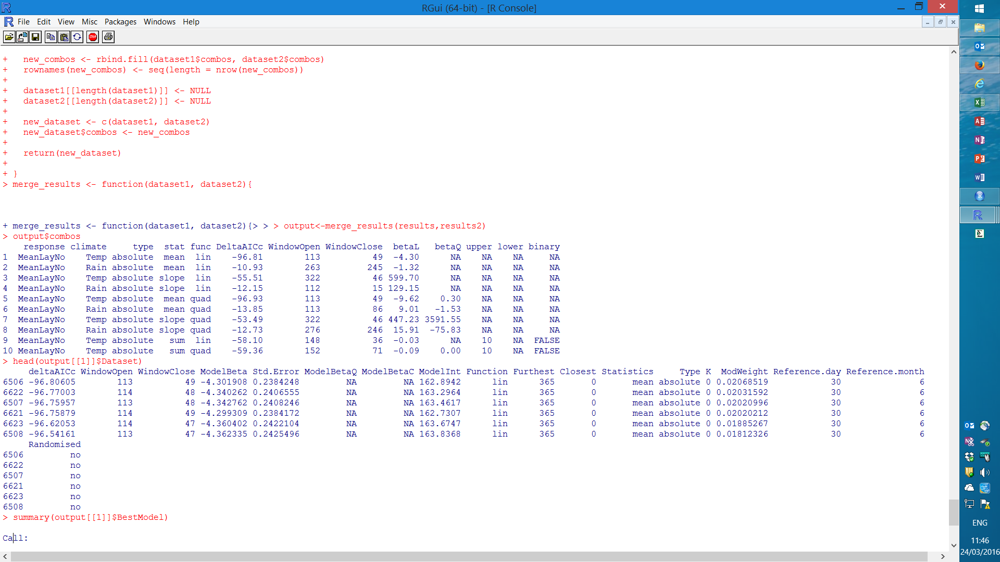 RGui (64-bit) - [R Console]
File Edit View Misc Packages Windows Help
STOP
+   new_combos <- rbind.fill(dataset1$combos, dataset2$combos)
+   rownames(new_combos) <- seq(length = nrow(new_combos))
+
+   dataset1[[length(dataset1)]] <- NULL
+   dataset2[[length(dataset2)]] <- NULL
+
+   new_dataset <- c(dataset1, dataset2)
+   new_dataset$combos <- new_combos
+
+   return(new_dataset)
+
+ }
> merge_results <- function(dataset1, dataset2){
+ merge_results <- function(dataset1, dataset2){> > > output<-merge_results(results,results2)
> output$combos
    response climate     type  stat func DeltaAICc WindowOpen WindowClose  betaL   betaQ upper lower binary
1  MeanLayNo    Temp absolute  mean  lin    -96.81        113          49  -4.30      NA    NA    NA     NA
2  MeanLayNo    Rain absolute  mean  lin    -10.93        263         245  -1.32      NA    NA    NA     NA
3  MeanLayNo    Temp absolute slope  lin    -55.51        322          46 599.70      NA    NA    NA     NA
4  MeanLayNo    Rain absolute slope  lin    -12.15        112          15 129.15      NA    NA    NA     NA
5  MeanLayNo    Temp absolute  mean quad    -96.93        113          49  -9.62    0.30    NA    NA     NA
6  MeanLayNo    Rain absolute  mean quad    -13.85        113          86   9.01   -1.53    NA    NA     NA
7  MeanLayNo    Temp absolute slope quad    -53.49        322          46 447.23 3591.55    NA    NA     NA
8  MeanLayNo    Rain absolute slope quad    -12.73        276         246  15.91  -75.83    NA    NA     NA
9  MeanLayNo    Temp absolute   sum  lin    -58.10        148          36  -0.03      NA    10    NA  FALSE
10 MeanLayNo    Temp absolute   sum quad    -59.36        152          71  -0.09    0.00    10    NA  FALSE
> head(output[[1]]$Dataset)
     deltaAICc WindowOpen WindowClose ModelBeta Std.Error ModelBetaQ ModelBetaC ModelInt Function Furthest Closest Statistics     Type K  ModWeight Reference.day Reference.month
6506 -96.80605        113          49 -4.301908 0.2384248         NA         NA 162.8942      lin      365       0       mean absolute 0 0.02068519            30               6
6622 -96.77003        114          48 -4.340262 0.2406555         NA         NA 163.2964      lin      365       0       mean absolute 0 0.02031592            30               6
6507 -96.75957        113          48 -4.342762 0.2408246         NA         NA 163.4617      lin      365       0       mean absolute 0 0.02020996            30               6
6621 -96.75879        114          49 -4.299309 0.2384172         NA         NA 162.7307      lin      365       0       mean absolute 0 0.02020212            30               6
6623 -96.62053        114          47 -4.360402 0.2422104         NA         NA 163.6747      lin      365       0       mean absolute 0 0.01885267            30               6
6508 -96.54161        113          47 -4.362335 0.2425496         NA         NA 163.8368      lin      365       0       mean absolute 0 0.01812326            30               6
     Randomised
6506         no
6622         no
6507         no
6621         no
6623         no
6508         no
> summary(output[[1]]$BestModel)
Call:
ENG
11:46
24/03/2016